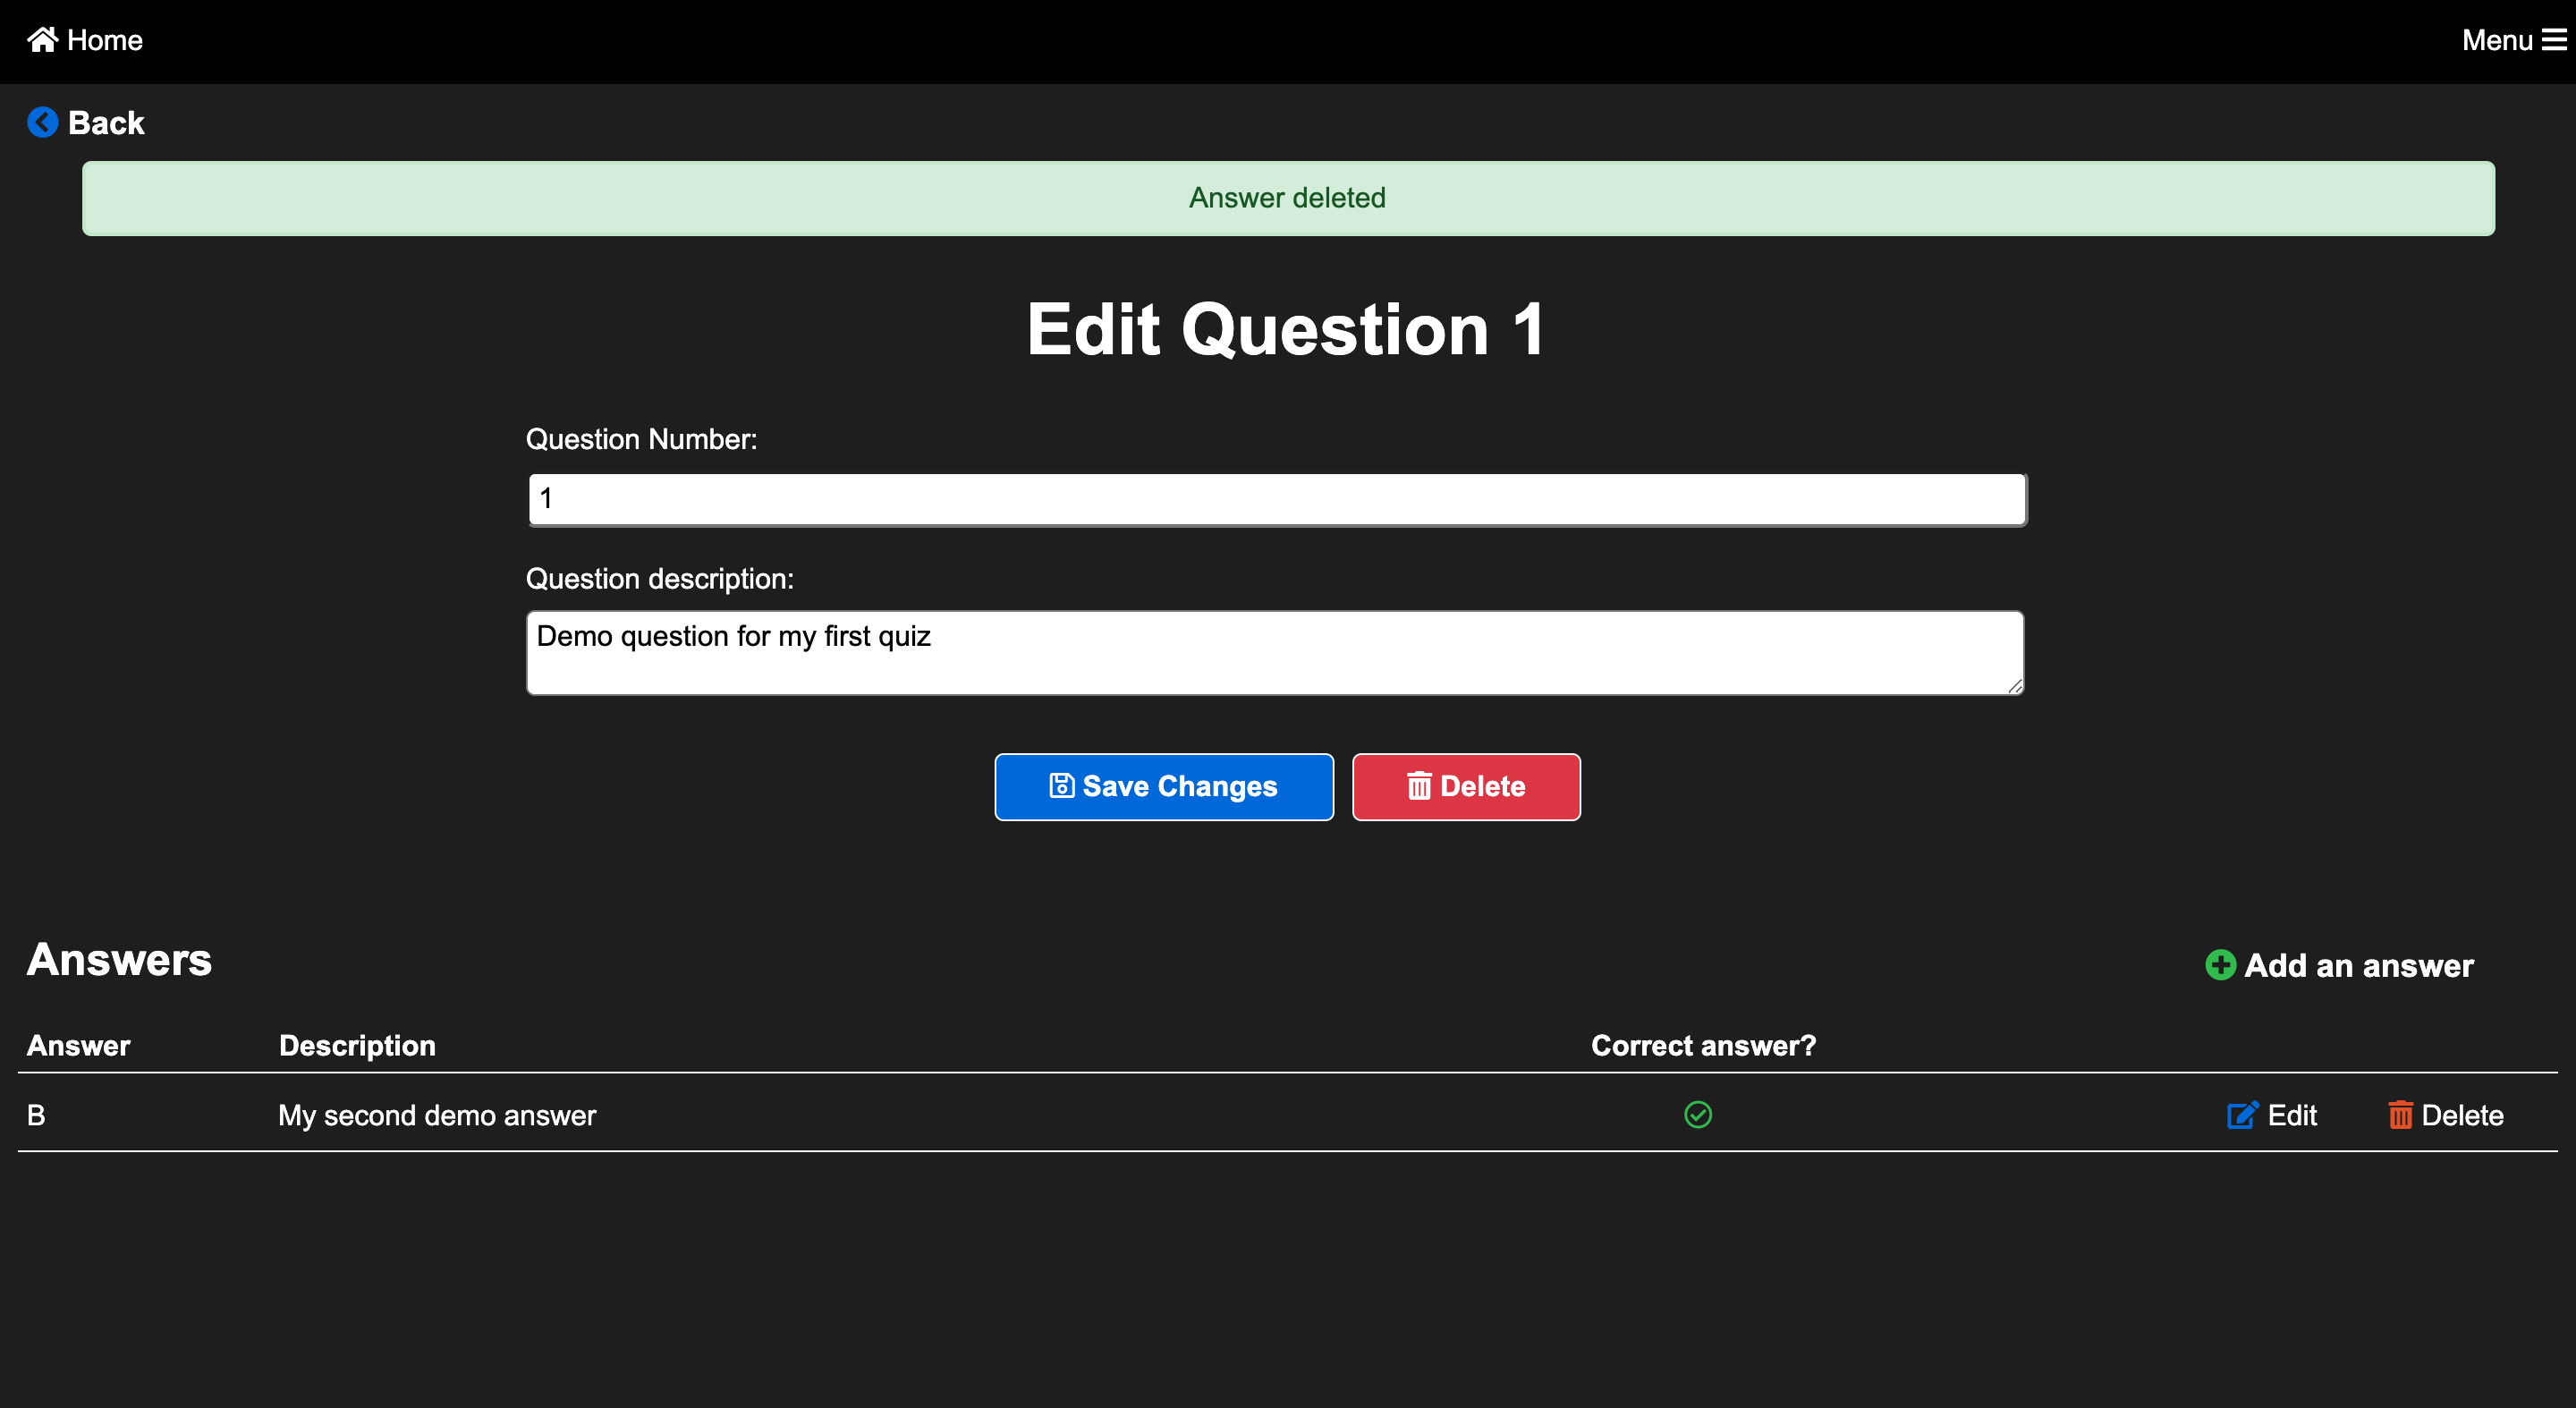 Home
Menu
Back
Answer deleted
Edit Question 1
Question Number:
1
Question description:
Demo question for my first quiz
Save Changes
Delete
Answers
Add an answer
Answer Description Correct answer?
B My second demo answer Edit Delete